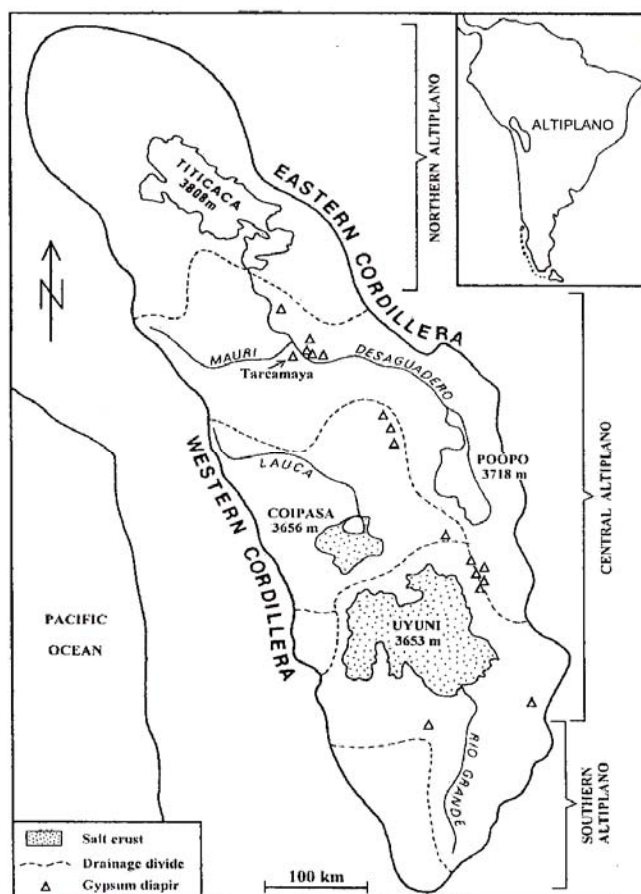 ALTIPLANO
NORTHERN ALTIPLANO
TITICACA
3808 m
EASTERN CORDILLERA
N
MAURI
DESAGUADERO
Tarcamaya
LAUCA
POOPO
3718 m
COIPASA
3656 m
WESTERN CORDILLERA
CENTRAL ALTIPLANO
UYUNI
3653 m
PACIFIC
OCEAN
RIO GRANDE
SOUTHERN
ALTIPLANO
Salt crust
Drainage divide
Gypsum diapir
100 km